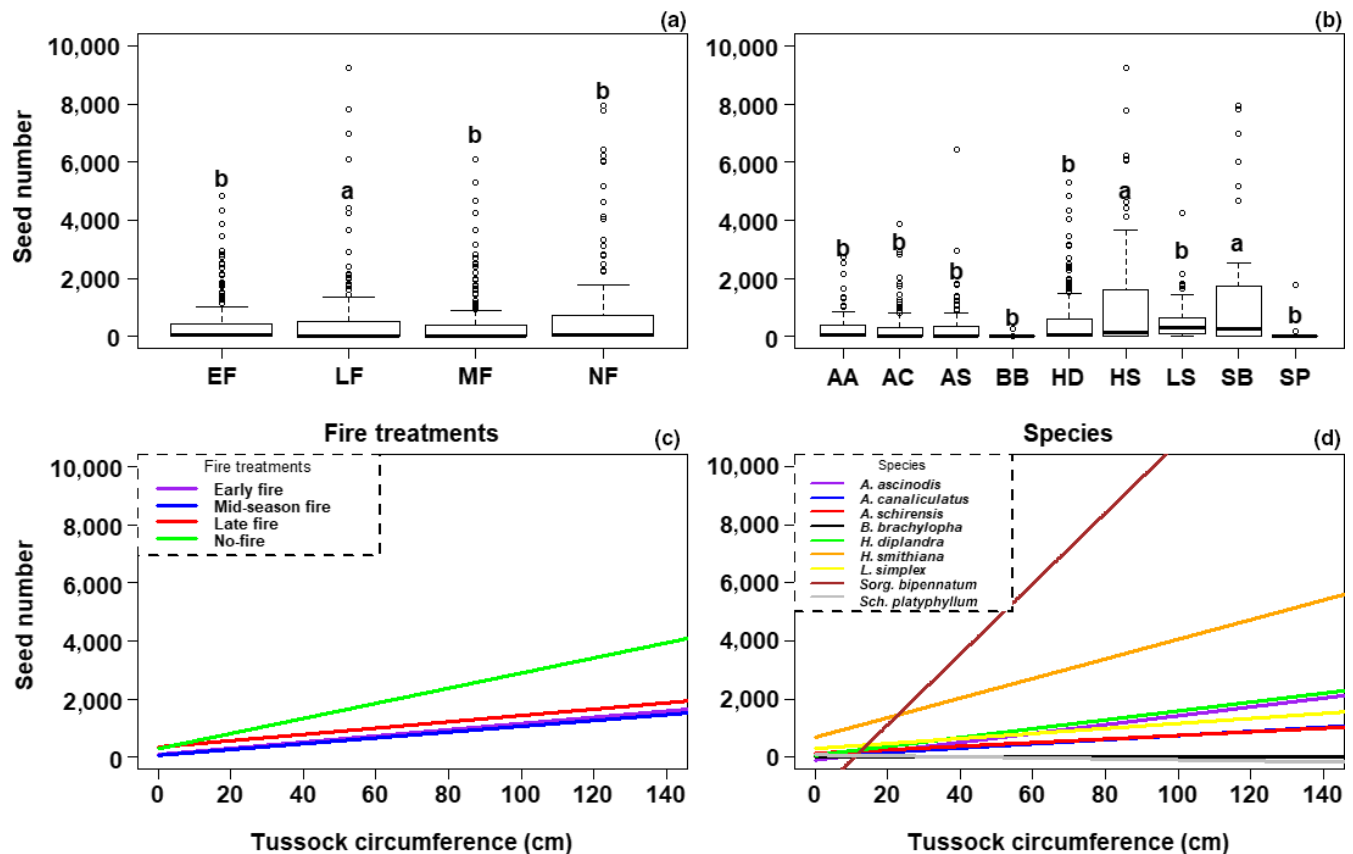 (a)
10,000
8,000
6,000
4,000
2,000
0
Seed number
b
a
b
b
EF LF MF NF
Fire treatments
(b)
10,000
8,000
6,000
4,000
2,000
0
b
b
b
b
b
a
b
a
b
AA AC AS BB HD HS LS SB SP
Species
(c)
10,000
8,000
6,000
4,000
2,000
0
Seed number
Fire treatments
Early fire
Mid-season fire
Late fire
No-fire
0 20 40 60 80 100 120 140
Tussock circumference (cm)
(d)
10,000
8,000
6,000
4,000
2,000
0
Species
A. ascinodis
A. canaliculatus
A. schirensis
B. brachylopha
H. diplandra
H. smithiana
L. simplex
Sorg. bipennatum
Sch. platyphyllum
0 20 40 60 80 100 120 140
Tussock circumference (cm)